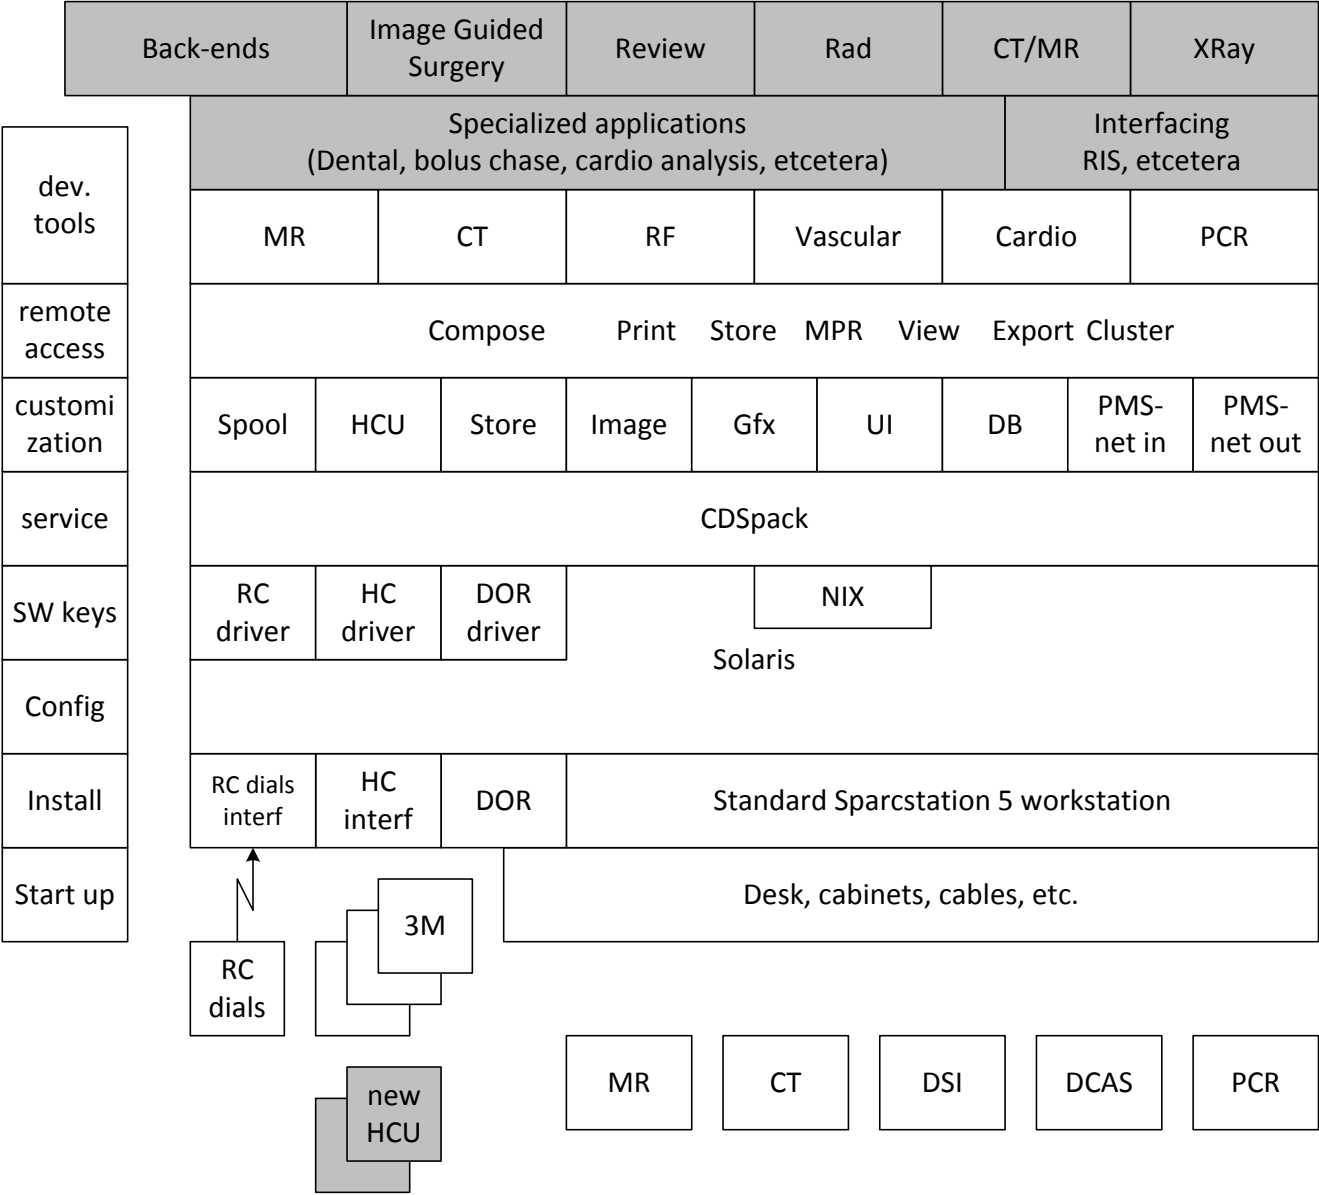 Back-ends
Image Guided
Surgery
Review
Rad
CT/MR
XRay
Specialized applications
(Dental, bolus chase, cardio analysis, etcetera)
Interfacing
RIS, etcetera
dev.
tools
MR
CT
RF
Vascular
Cardio
PCR
remote
access
Compose Print Store MPR View Export Cluster
customi
zation
Spool
HCU
Store
Image
Gfx
UI
DB
PMS-
net in
PMS-
net out
service
CDSpack
SW keys
RC
driver
HC
driver
DOR
driver
NIX
Solaris
Config
Install
RC dials
interf
HC
interf
DOR
Standard Sparcstation 5 workstation
Start up
Desk, cabinets, cables, etc.
3M
RC
dials
new
HCU
MR
CT
DSI
DCAS
PCR